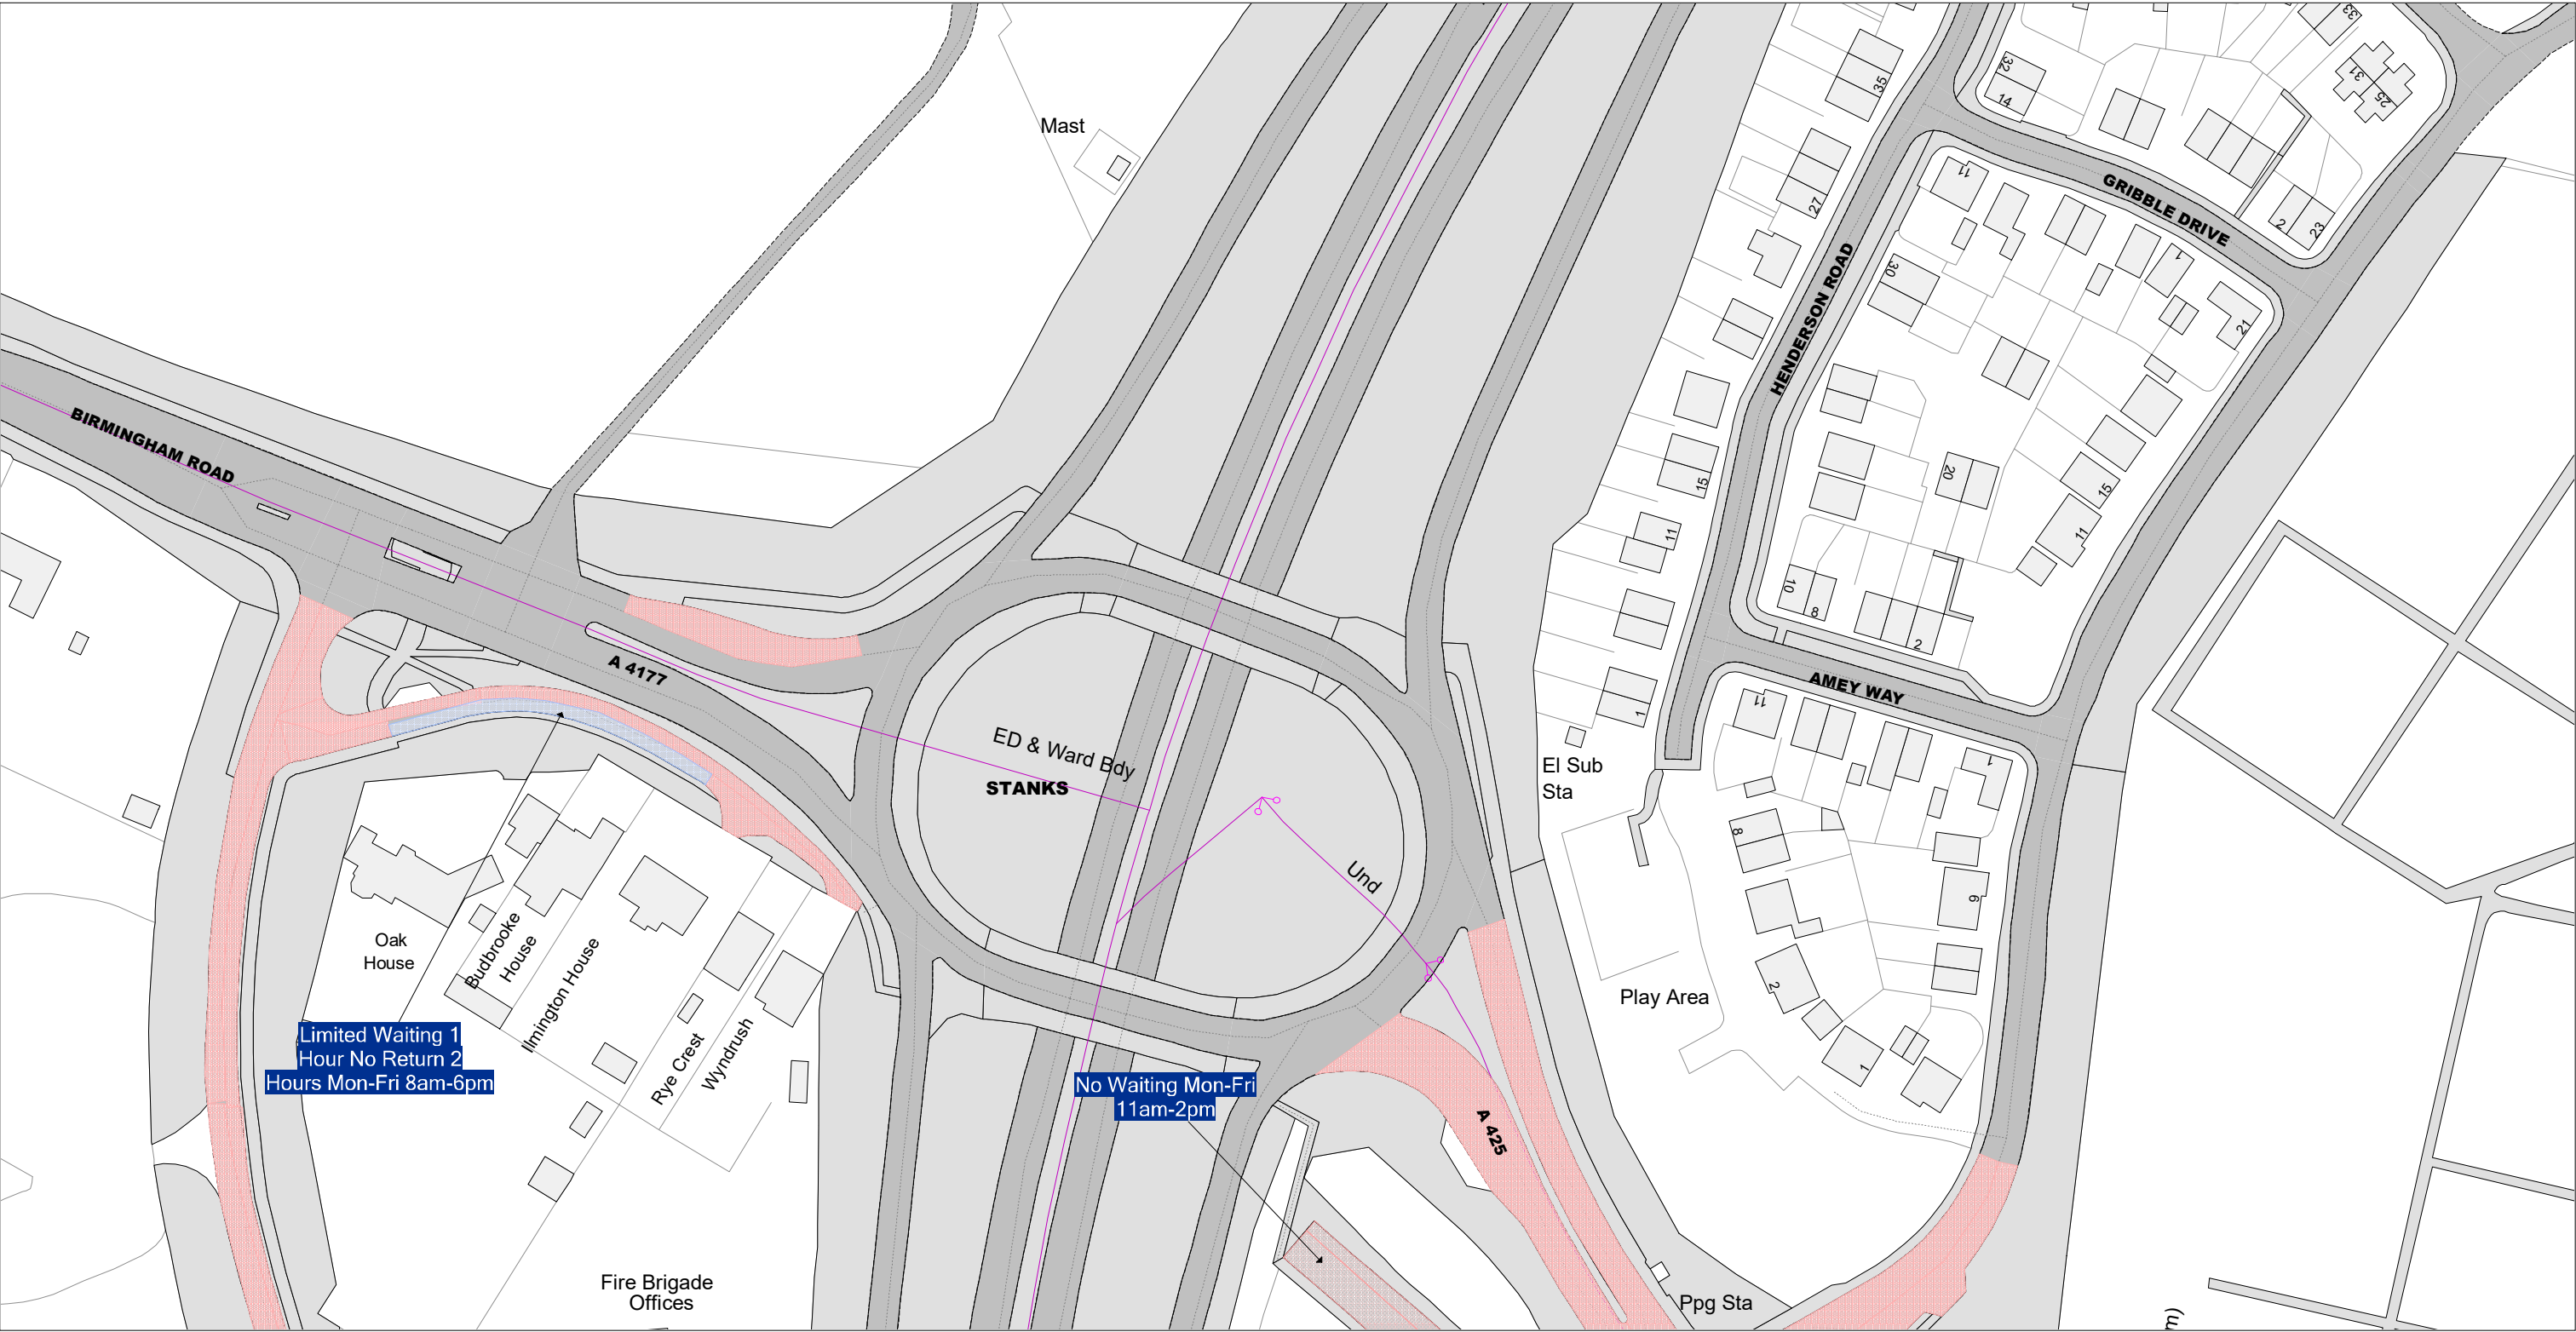 33
32
14
31
25
35
Mast
27
11
GRIBBLE DRIVE
2
23
HENDERSON ROAD
30
1
21
BIRMINGHAM ROAD
15
20
15
11
11
10
8
2
A 4177
AMEY WAY
1
11
1
ED & Ward Bdy
STANKS
El Sub
Sta
8
Und
6
Oak
House
Budbrooke
House
Ilmington House
2
Play Area
Limited Waiting 1
Hour No Return 2
Hours Mon-Fri 8am-6pm
Rye Crest
Wyndrush
1
No Waiting Mon-Fri
11am-2pm
A 425
Fire Brigade
Offices
Ppg Sta
m)